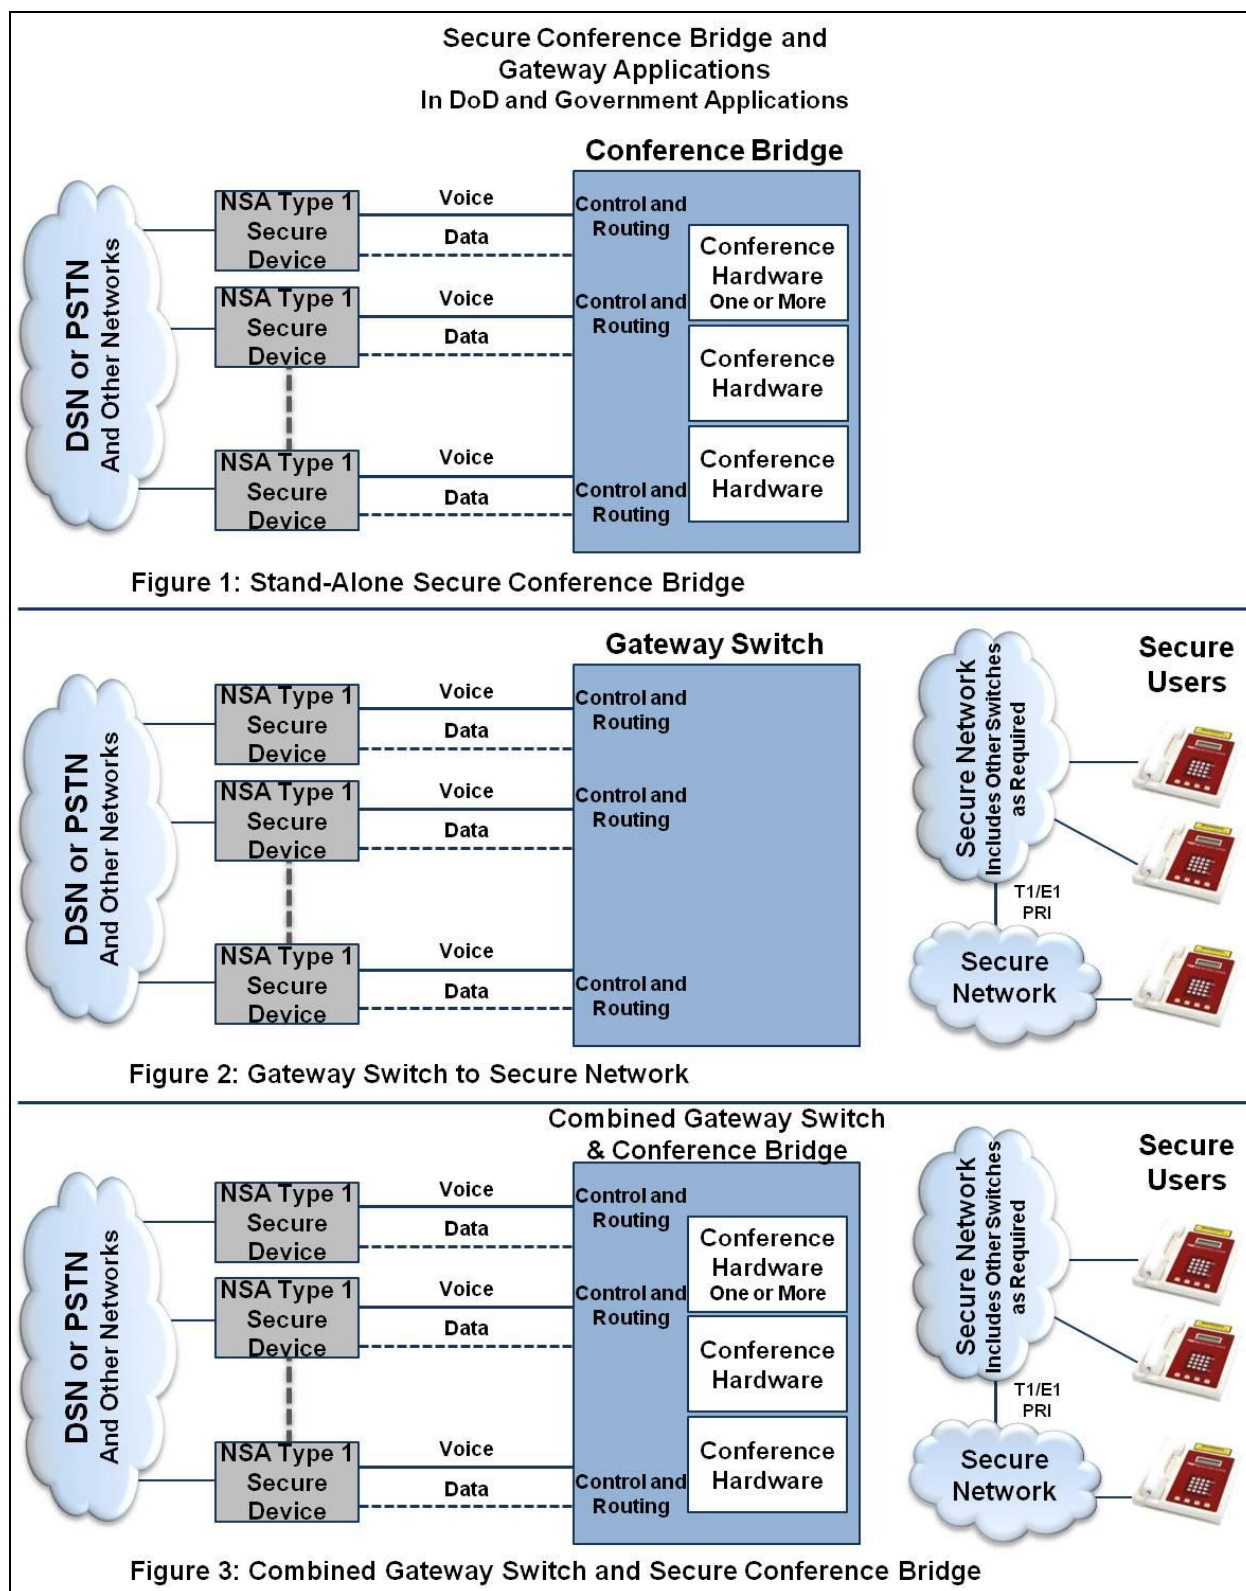 Secure Conference Bridge and
Gateway Applications
In DoD and Government Applications
Conference Bridge
DSN or PSTN
And Other Networks
NSA Type 1
Secure
Device
Voice
Data
Control and
Routing
NSA Type 1
Secure
Device
Voice
Data
Control and
Routing
NSA Type 1
Secure
Device
Voice
Data
Control and
Routing
Conference
Hardware
One or More
Conference
Hardware
Conference
Hardware
Figure 1: Stand-Alone Secure Conference Bridge
Gateway Switch
DSN or PSTN
And Other Networks
NSA Type 1
Secure
Device
Voice
Data
Control and
Routing
NSA Type 1
Secure
Device
Voice
Data
Control and
Routing
NSA Type 1
Secure
Device
Voice
Data
Control and
Routing
Secure Network
Includes Other Switches
as Required
Secure
Users
T1/E1
PRI
Secure
Network
Figure 2: Gateway Switch to Secure Network
Combined Gateway Switch
& Conference Bridge
DSN or PSTN
And Other Networks
NSA Type 1
Secure
Device
Voice
Data
Control and
Routing
NSA Type 1
Secure
Device
Voice
Data
Control and
Routing
NSA Type 1
Secure
Device
Voice
Data
Control and
Routing
Conference
Hardware
One or More
Conference
Hardware
Conference
Hardware
Secure Network
Includes Other Switches
as Required
Secure
Users
T1/E1
PRI
Secure
Network
Figure 3: Combined Gateway Switch and Secure Conference Bridge